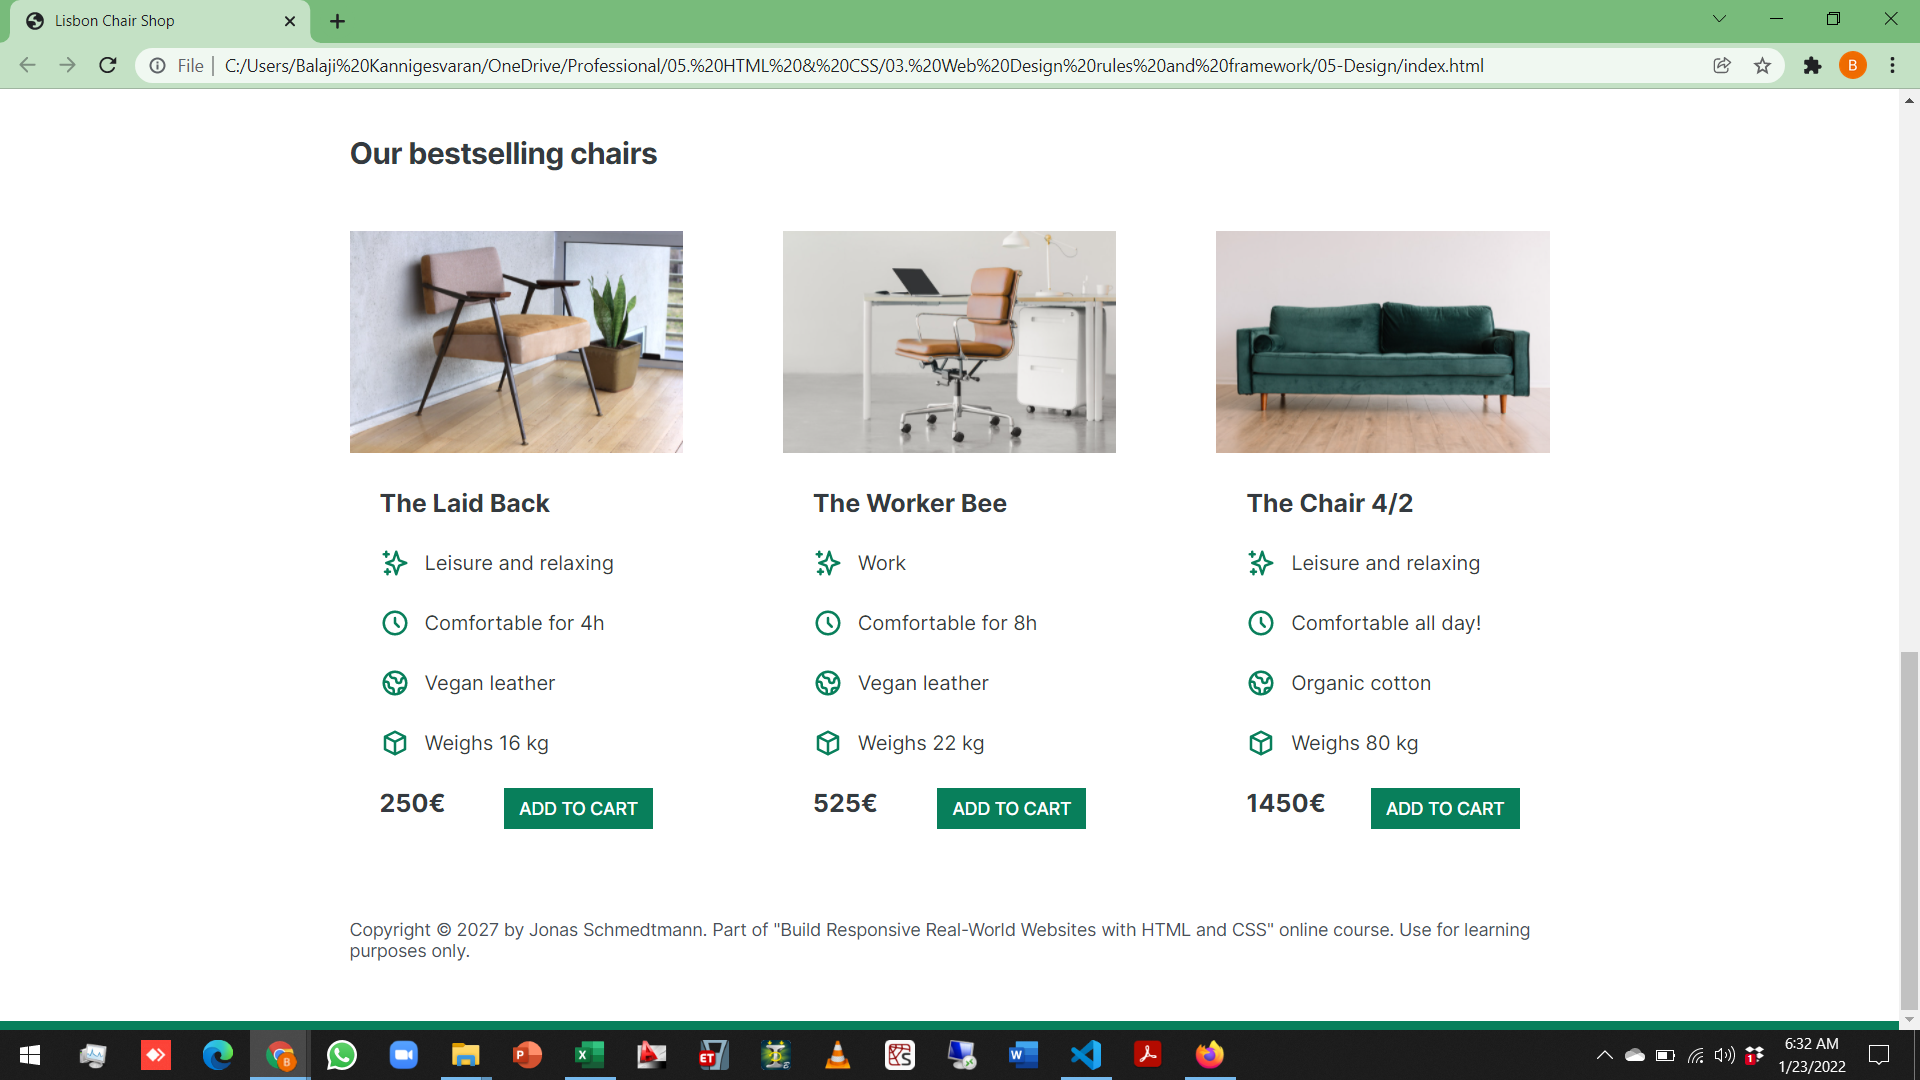 Lisbon Chair Shop
File
C:/Users/Balaji%20Kannigesvaran/OneDrive/Professional/05.%20HTML%20&%20CSS/03.%20Web%20Design%20rules%20and%20framework/05-Design/index.html
B
Our bestselling chairs
The Laid Back
Leisure and relaxing
Comfortable for 4h
Vegan leather
Weighs 16 kg
250€
ADD TO CART
The Worker Bee
Work
Comfortable for 8h
Vegan leather
Weighs 22 kg
525€
ADD TO CART
The Chair 4/2
Leisure and relaxing
Comfortable all day!
Organic cotton
Weighs 80 kg
1450€
ADD TO CART
Copyright © 2027 by Jonas Schmedtmann. Part of "Build Responsive Real-World Websites with HTML and CSS" online course. Use for learning
purposes only.
B
P
X
ET
W
1
6:32 AM
1/23/2022